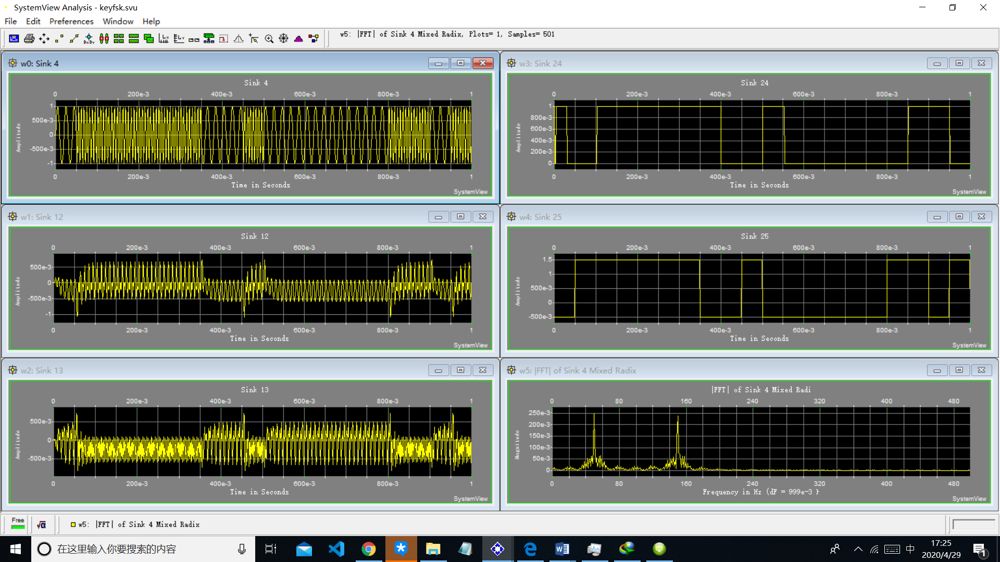 SystemView Analysis - keyfsk.svu
File Edit Preferences Window Help
w5: |FFT| of Sink 4 Mixed Radix, Plots= 1, Samples= 501
w0: Sink 4
Sink 4
0 200e-3 400e-3 600e-3 800e-3 1
1
500e-3
0
-500e-3
-1
Amplitude
0 200e-3 400e-3 600e-3 800e-3 1
Time in Seconds
SystemView
w3: Sink 24
Sink 24
0 200e-3 400e-3 600e-3 800e-3 1
1
800e-3
600e-3
400e-3
200e-3
0
Amplitude
0 200e-3 400e-3 600e-3 800e-3 1
Time in Seconds
SystemView
w1: Sink 12
Sink 12
0 200e-3 400e-3 600e-3 800e-3 1
500e-3
0
-500e-3
-1
Amplitude
0 200e-3 400e-3 600e-3 800e-3 1
Time in Seconds
SystemView
w4: Sink 25
Sink 25
0 200e-3 400e-3 600e-3 800e-3 1
1.5
1
500e-3
0
-500e-3
Amplitude
0 200e-3 400e-3 600e-3 800e-3 1
Time in Seconds
SystemView
w2: Sink 13
Sink 13
0 200e-3 400e-3 600e-3 800e-3 1
500e-3
0
-500e-3
Amplitude
0 200e-3 400e-3 600e-3 800e-3 1
Time in Seconds
SystemView
w5: |FFT| of Sink 4 Mixed Radix
|FFT| of Sink 4 Mixed Radi
0 80 160 240 320 400 480
250e-3
200e-3
150e-3
100e-3
50e-3
0
Magnitude
0 80 160 240 320 400 480
Frequency in Hz (dF = 999e-3 )
SystemView
Free
√α
w5: |FFT| of Sink 4 Mixed Radix
在这里输入你要搜索的内容
中
17:25
2020/4/29
1